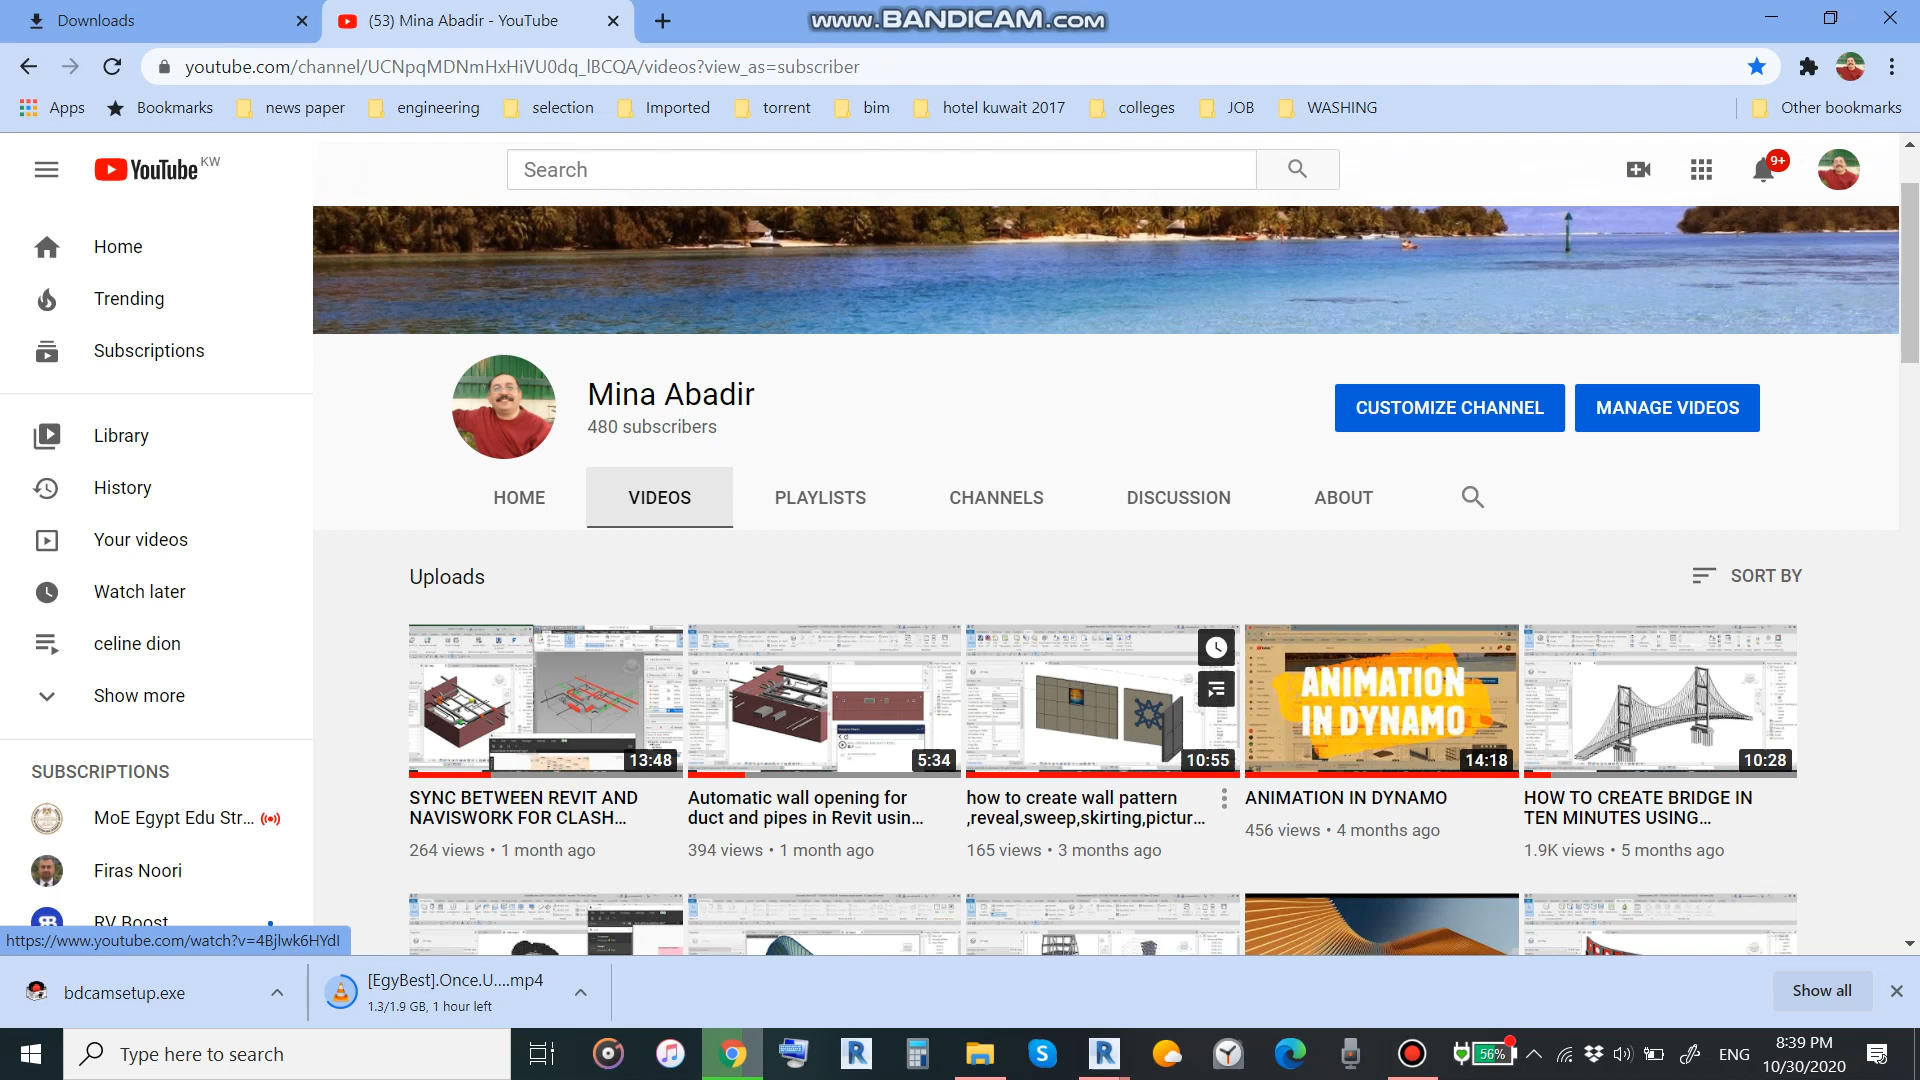 Downloads
(53) Mina Abadir - YouTube
www.BANDICAM.com
youtube.com/channel/UCNpqMDNmHxHiVU0dq_lBCQA/videos?view_as=subscriber
Apps Bookmarks news paper engineering selection Imported torrent bim hotel kuwait 2017 colleges JOB WASHING Other bookmarks
YouTube KW
Search
9+
Home
Trending
Subscriptions
Library
History
Your videos
Watch later
celine dion
Show more
SUBSCRIPTIONS
MoE Egypt Edu Str...
Firas Noori
RV Boost
Mina Abadir
480 subscribers
CUSTOMIZE CHANNEL
MANAGE VIDEOS
HOME VIDEOS PLAYLISTS CHANNELS DISCUSSION ABOUT
Uploads
SORT BY
13:48
SYNC BETWEEN REVIT AND
NAVISWORK FOR CLASH...
264 views • 1 month ago
5:34
Automatic wall opening for
duct and pipes in Revit usin...
394 views • 1 month ago
10:55
how to create wall pattern
,reveal,sweep,skirting,pictur...
165 views • 3 months ago
ANIMATION
IN DYNAMO
14:18
ANIMATION IN DYNAMO
456 views • 4 months ago
10:28
HOW TO CREATE BRIDGE IN
TEN MINUTES USING...
1.9K views • 5 months ago
https://www.youtube.com/watch?v=4Bjlwk6HYdI
bdcamsetup.exe
[EgyBest].Once.U....mp4
1.3/1.9 GB, 1 hour left
Show all
Type here to search
56%
ENG
8:39 PM
10/30/2020